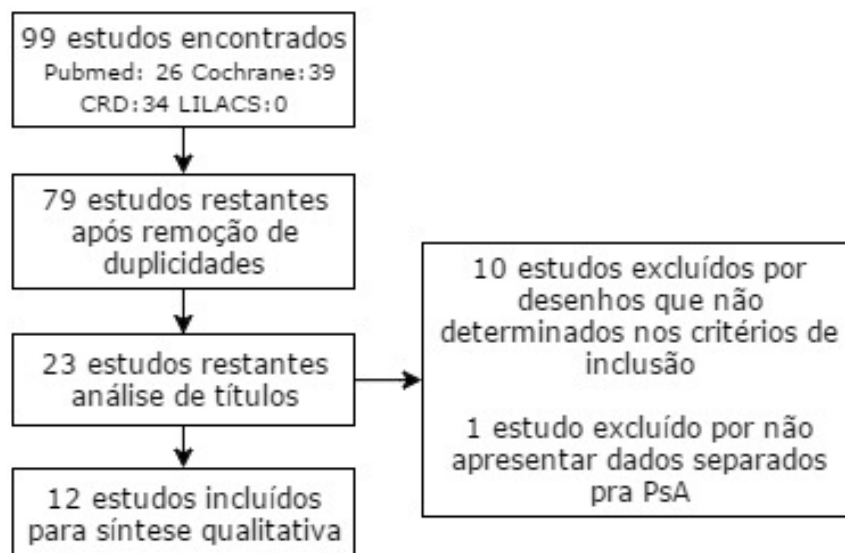 99 estudos encontrados
Pubmed: 26 Cochrane:39
CRD:34 LILACS:0
79 estudos restantes
após remoção de
duplicidades
23 estudos restantes
análise de títulos
10 estudos excluídos por
desenhos que não
determinados nos critérios de
inclusão
1 estudo excluído por não
apresentar dados separados
pra PsA
12 estudos incluídos
para síntese qualitativa